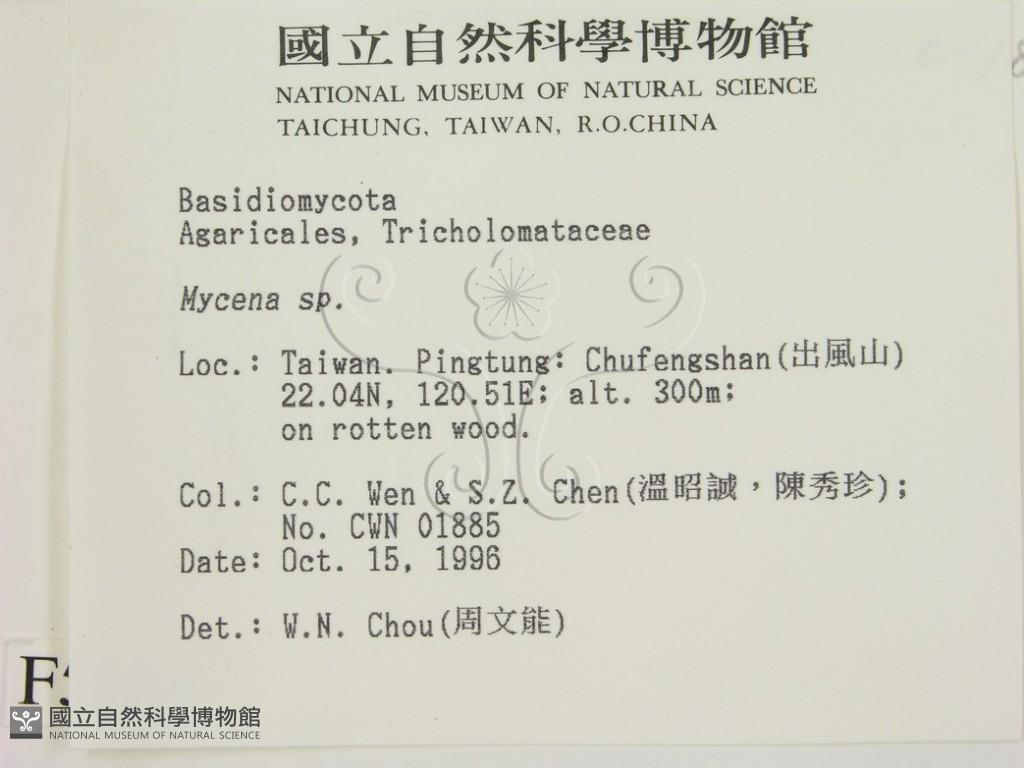 國立自然科學博物館
NATIONAL MUSEUM OF NATURAL SCIENCE
TAICHUNG, TAIWAN, R.O.CHINA
Basidiomycota
Agaricales, Tricholomataceae
Mycena sp.
Loc.: Taiwan. Pingtung: Chufengshan(出風山)
22.04N, 120.51E; alt. 300m;
on rotten wood.
Col.: C.C. Wen & S.Z. Chen(溫昭誠，陳秀珍);
No. CWN 01885
Date: Oct. 15, 1996
Det.: W.N. Chou(周文能)
國立自然科學博物館
NATIONAL MUSEUM OF NATURAL SCIENCE